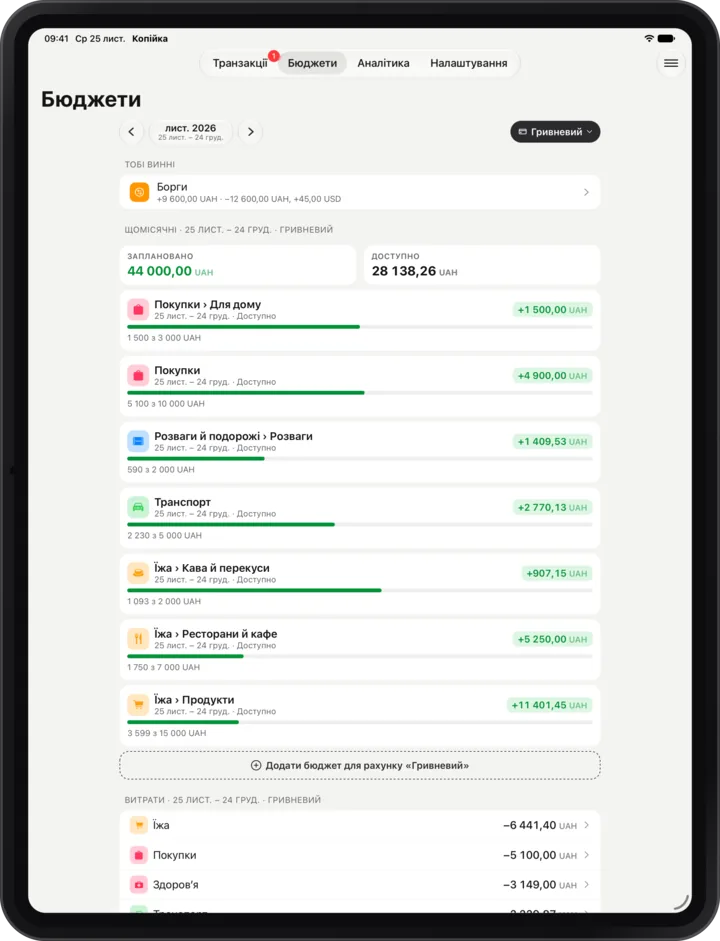 09:41 Ср 25 лист. Копійка
Транзакції 1 Бюджети Аналітика Налаштування
Бюджети
лист. 2026
25 лист. – 24 груд.
Гривневий
ТОБІ ВИННІ
Борги
+9 600,00 UAH · −12 600,00 UAH, +45,00 USD
ЩОМІСЯЧНІ · 25 ЛИСТ. – 24 ГРУД. · ГРИВНЕВИЙ
ЗАПЛАНОВАНО
44 000,00 UAH
ДОСТУПНО
28 138,26 UAH
Покупки › Для дому
25 лист. – 24 груд. · Доступно
+1 500,00 UAH
1 500 з 3 000 UAH
Покупки
25 лист. – 24 груд. · Доступно
+4 900,00 UAH
5 100 з 10 000 UAH
Розваги й подорожі › Розваги
25 лист. – 24 груд. · Доступно
+1 409,53 UAH
590 з 2 000 UAH
Транспорт
25 лист. – 24 груд. · Доступно
+2 770,13 UAH
2 230 з 5 000 UAH
Їжа › Кава й перекуси
25 лист. – 24 груд. · Доступно
+907,15 UAH
1 093 з 2 000 UAH
Їжа › Ресторани й кафе
25 лист. – 24 груд. · Доступно
+5 250,00 UAH
1 750 з 7 000 UAH
Їжа › Продукти
25 лист. – 24 груд. · Доступно
+11 401,45 UAH
3 599 з 15 000 UAH
Додати бюджет для рахунку «Гривневий»
ВИТРАТИ · 25 ЛИСТ. – 24 ГРУД. · ГРИВНЕВИЙ
Їжа −6 441,40 UAH
Покупки −5 100,00 UAH
Здоров’я −3 149,00 UAH